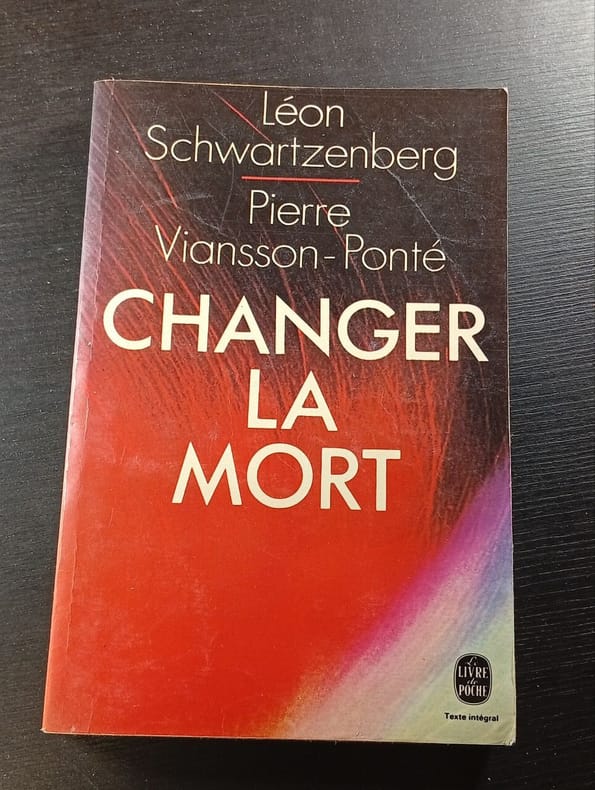 Léon
Schwartzenberg
Pierre
Viansson-Ponté
CHANGER
LA
MORT
Le
LIVRE
de
POCHE
Texte intégral